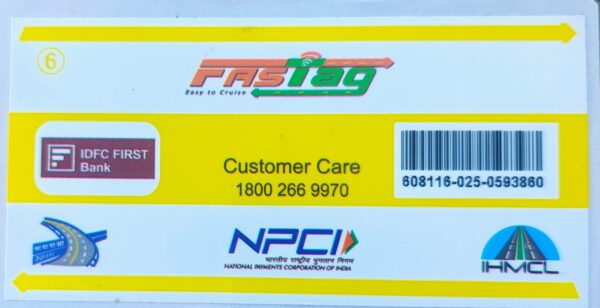 6
FASTag
Easy to Cruise
IDFC FIRST
Bank
Customer Care
1800 266 9970
608116-025-0593860
NHAI
NPCI
भारतीय राष्ट्रीय भुगतान निगम
NATIONAL PAYMENTS CORPORATION OF INDIA
IHMCL